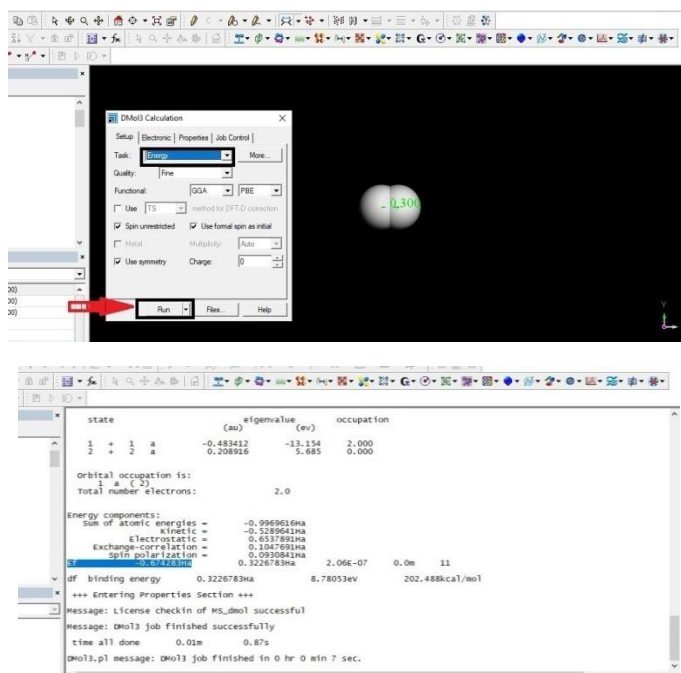 DMol3 Calculation
Setup Electronic Properties Job Control
Task: Energy More...
Quality: Fine
Functional: GGA PBE
Use TS method for DFT-D correction
Spin unrestricted Use formal spin as initial
Metal Multiplicity: Auto
Use symmetry Charge: 0
Run Files... Help
0.300
Y
00)
00)
00)
state eigenvalue occupation
(au) (ev)
1 + 1 a -0.483412 -13.154 2.000
2 + 2 a 0.208916 5.685 0.000
Orbital occupation is:
1 a ( 2)
Total number electrons: 2.0
Energy components:
Sum of atomic energies = -0.9969616Ha
Kinetic = -0.5289641Ha
Electrostatic = 0.6537891Ha
Exchange-correlation = 0.1047691Ha
Spin polarization = 0.0930841Ha
Ef -0.674283Ha 0.3226783Ha 2.06E-07 0.0m 11
df binding energy 0.3226783Ha 8.78053eV 202.488kcal/mol
+++ Entering Properties Section +++
Message: License checkin of MS_dmol successful
Message: DMol3 job finished successfully
time all done 0.01m 0.87s
DMol3.pl message: DMol3 job finished in 0 hr 0 min 7 sec.